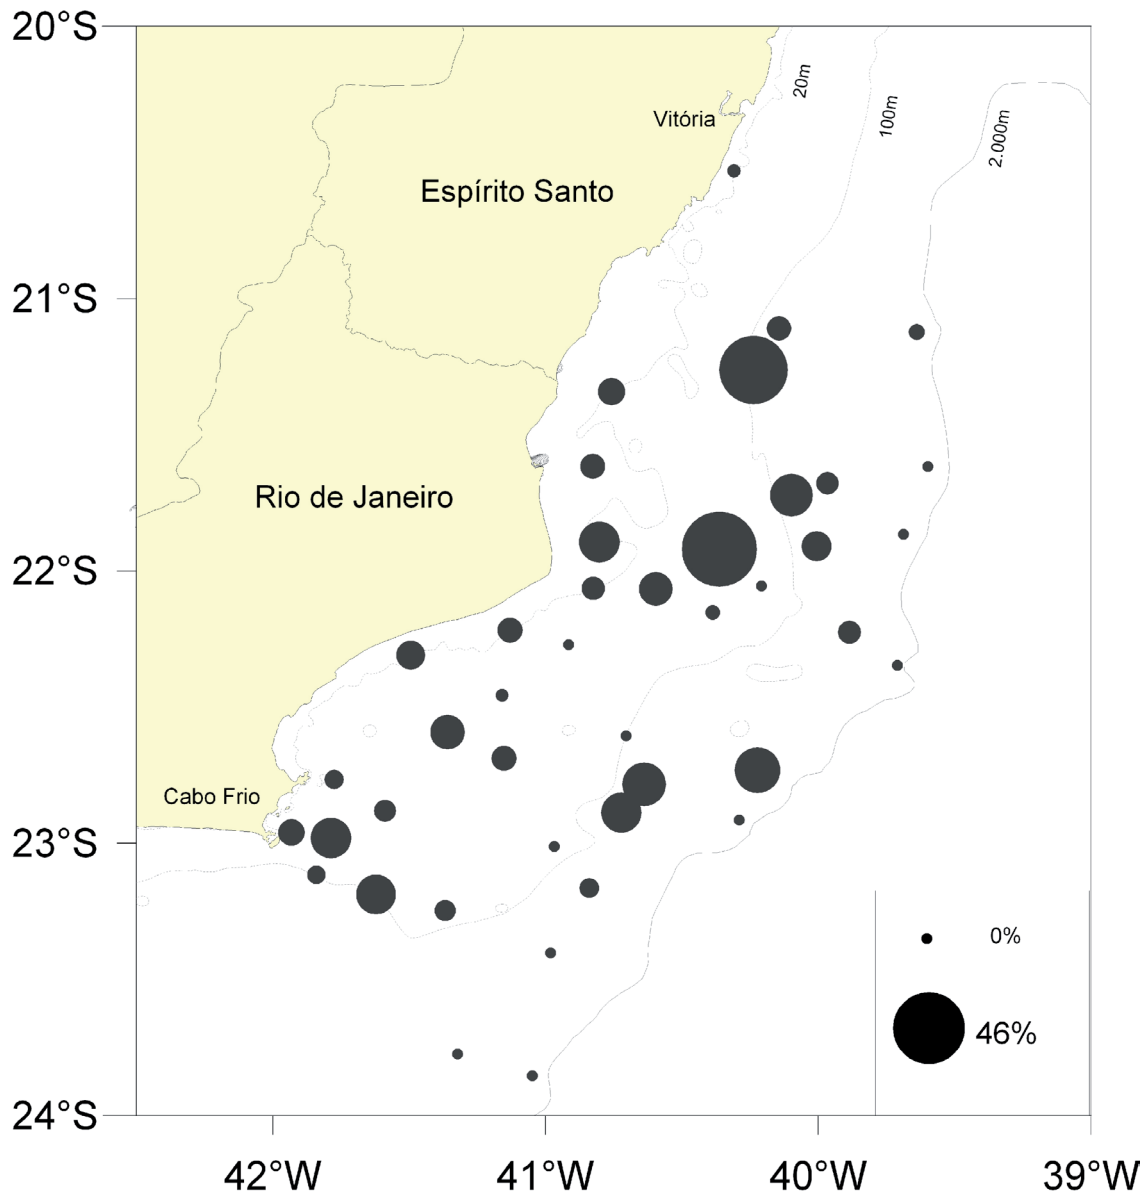 20°S
20m
100m
2.000m
Vitória
Espírito Santo
21°S
Rio de Janeiro
22°S
Cabo Frio
23°S
0%
46%
24°S
42°W
41°W
40°W
39°W